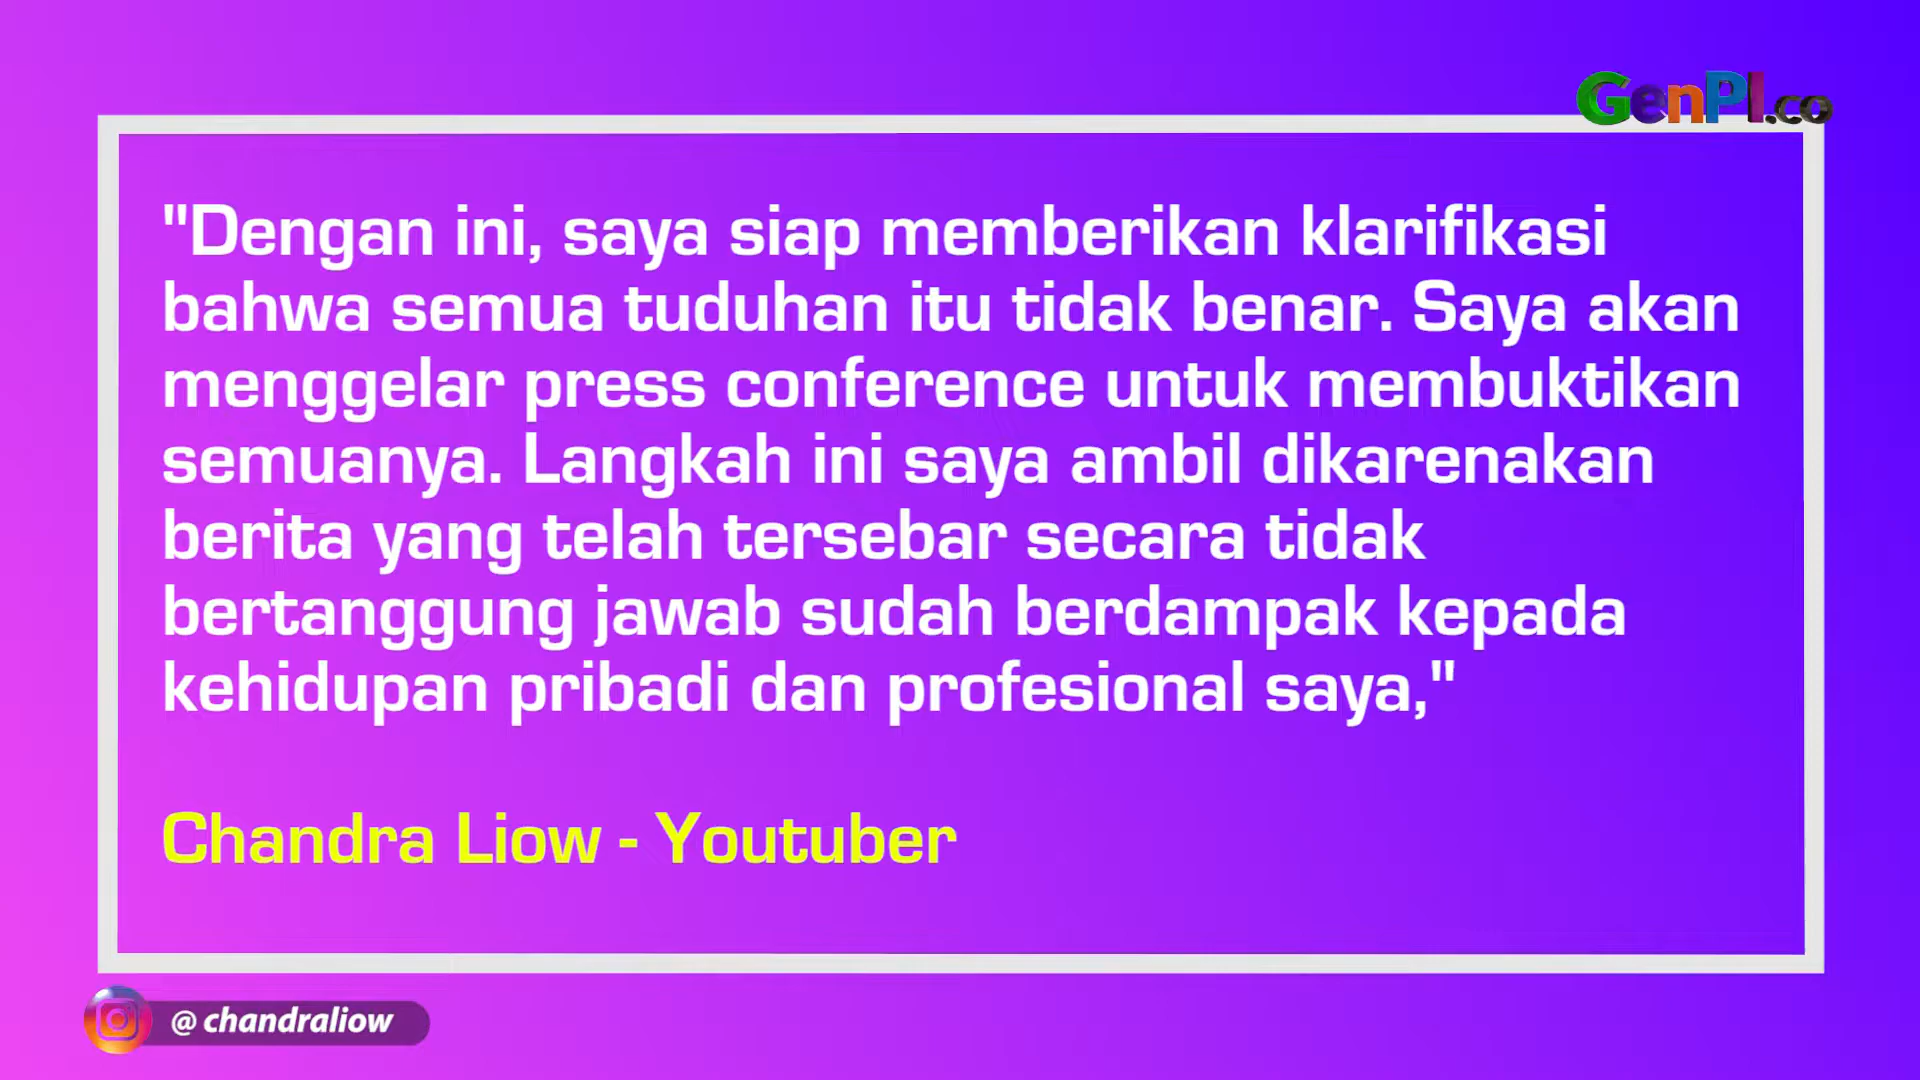 GenPI.co
"Dengan ini, saya siap memberikan klarifikasi
bahwa semua tuduhan itu tidak benar. Saya akan
menggelar press conference untuk membuktikan
semuanya. Langkah ini saya ambil dikarenakan
berita yang telah tersebar secara tidak
bertanggung jawab sudah berdampak kepada
kehidupan pribadi dan profesional saya,"
Chandra Liow - Youtuber
@ chandraliow